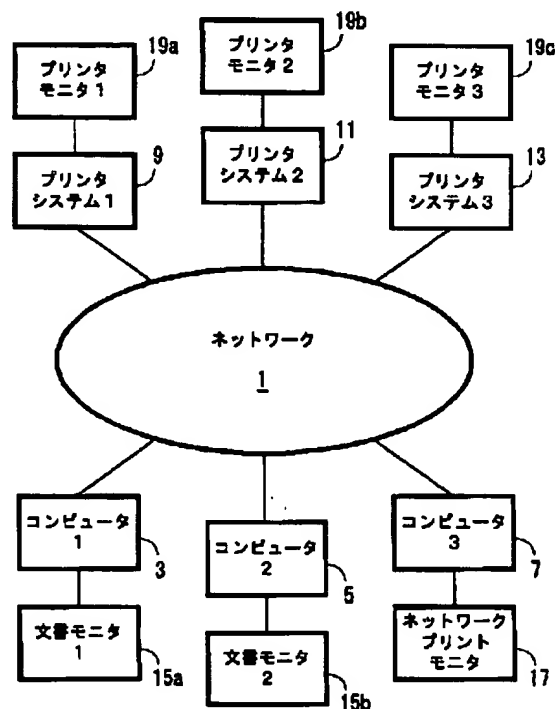 19a
19b
19c
プリンタ
モニタ1
プリンタ
モニタ2
プリンタ
モニタ3
9
11
13
プリンタ
システム1
プリンタ
システム2
プリンタ
システム3
ネットワーク
1
コンピュータ
1
コンピュータ
2
コンピュータ
3
3
5
7
文書モニタ
1
文書モニタ
2
ネットワーク
プリント
モニタ
15a
15b
17